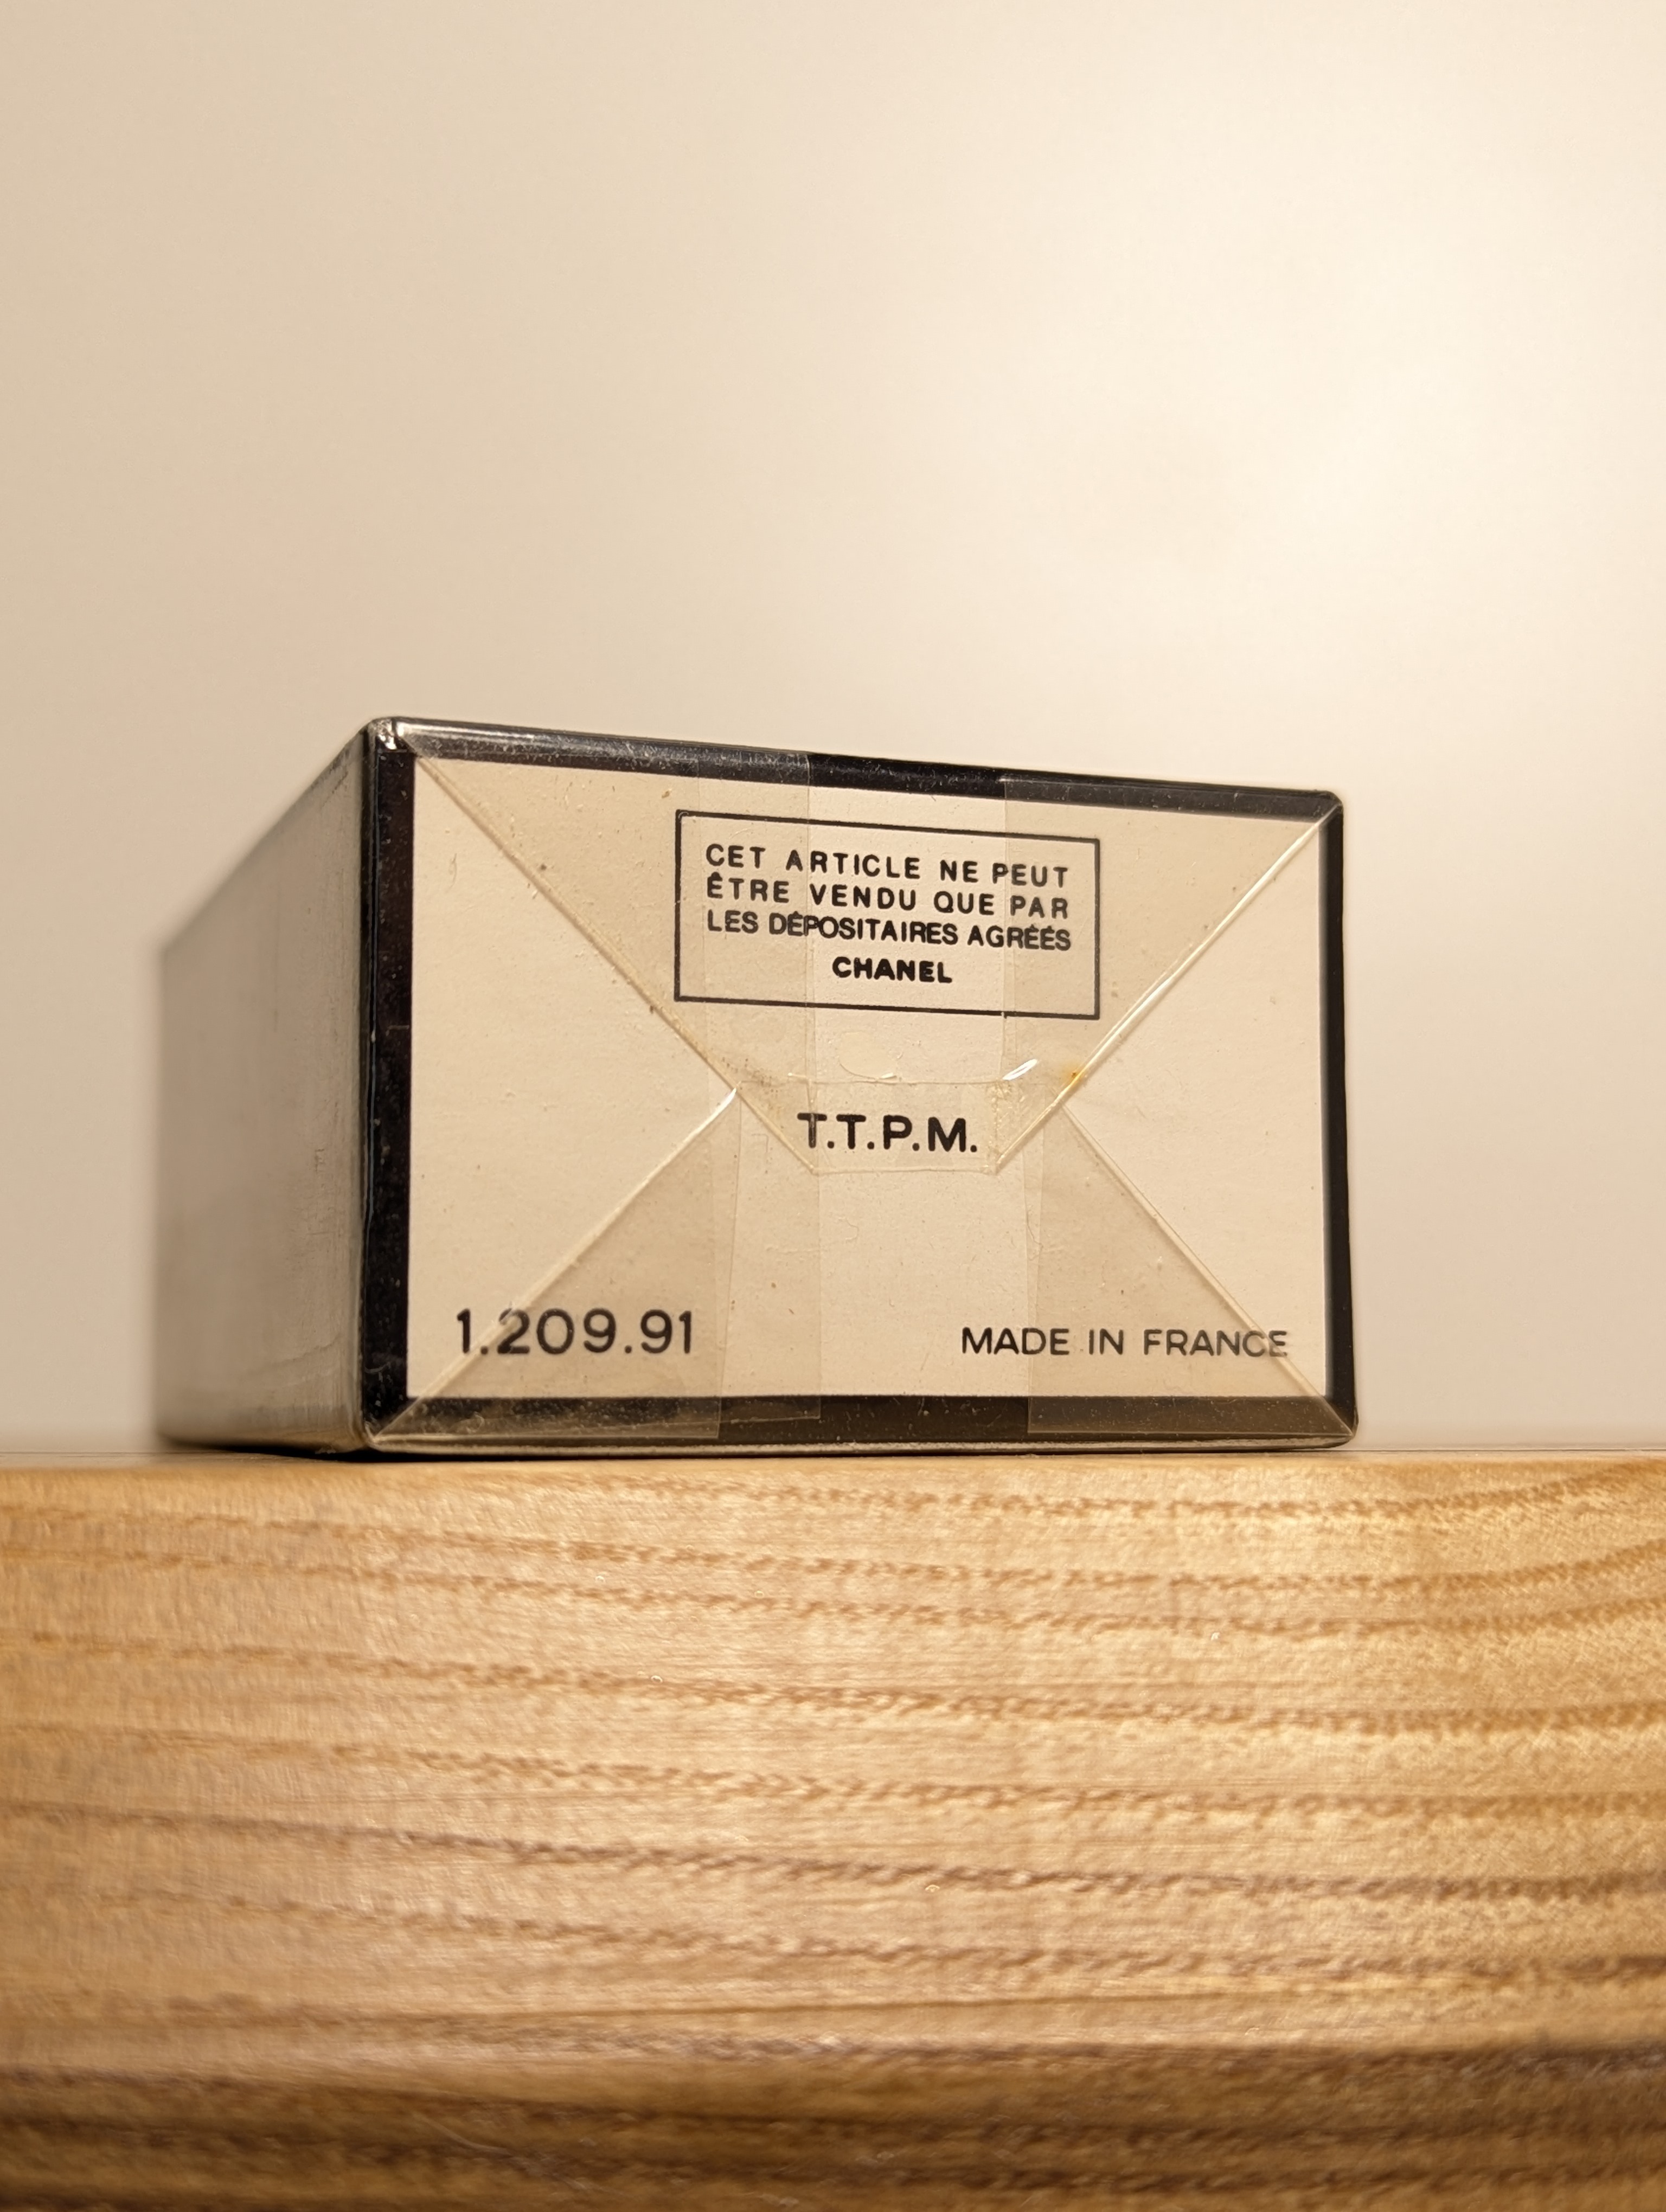 CET ARTICLE NE PEUT
ÊTRE VENDU QUE PAR
LES DÉPOSITAIRES AGRÉÉS
CHANEL
T.T.P.M.
1.209.91
MADE IN FRANCE